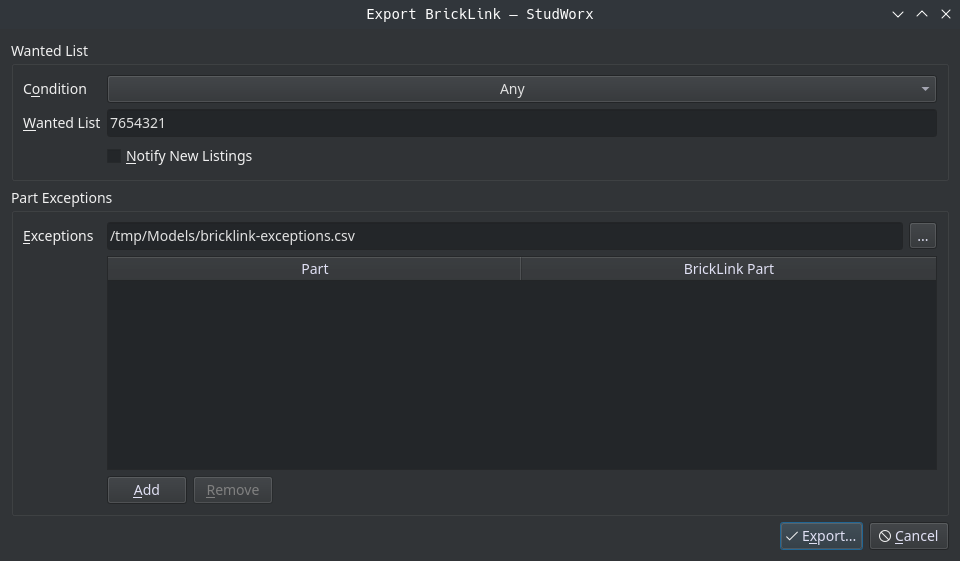 Export BrickLink — StudWorx
Wanted List
Condition Any
Wanted List 7654321
Notify New Listings
Part Exceptions
Exceptions /tmp/Models/bricklink-exceptions.csv ...
Part BrickLink Part
Add Remove
Export... Cancel